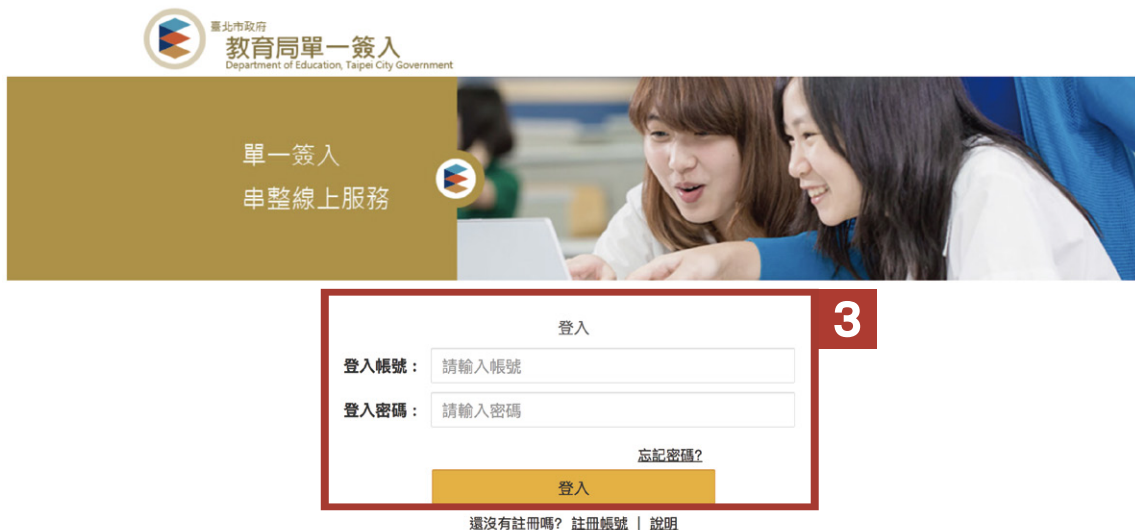 臺北市政府
教育局單一簽入
Department of Education, Taipei City Government
單一簽入
串整線上服務
3
登入
登入帳號：
請輸入帳號
登入密碼：
請輸入密碼
忘記密碼?
登入
還沒有註冊嗎? 註冊帳號 | 說明